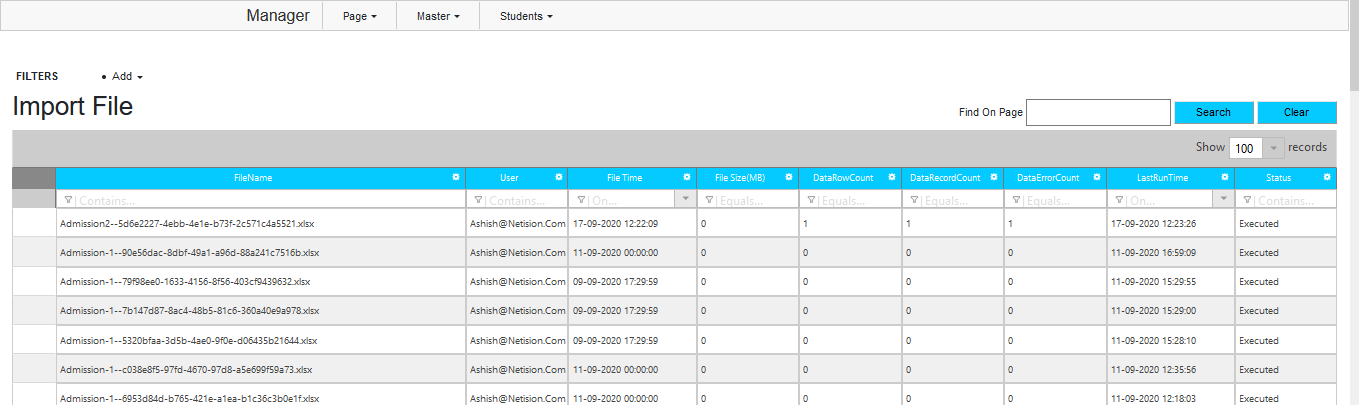 Manager Page Master Students
FILTERS • Add
Import File
Find On Page Search Clear
Show 100 records
FileName User File Time File Size(MB) DataRowCount DataRecordCount DataErrorCount LastRunTime Status
Contains... Contains... On... Equals... Equals... Equals... Equals... On... Contains...
Admission2--5d6e2227-4ebb-4e1e-b73f-2c571c4a5521.xlsx Ashish@Netision.Com 17-09-2020 12:22:09 0 1 1 1 17-09-2020 12:23:26 Executed
Admission-1--90e56dac-8dbf-49a1-a96d-88a241c7516b.xlsx Ashish@Netision.Com 11-09-2020 00:00:00 0 0 0 0 11-09-2020 16:59:09 Executed
Admission-1--79f98ee0-1633-4156-8f56-403cf9439632.xlsx Ashish@Netision.Com 09-09-2020 17:29:59 0 0 0 0 11-09-2020 15:29:55 Executed
Admission-1--7b147d87-8ac4-48b5-81c6-360a40e9a978.xlsx Ashish@Netision.Com 09-09-2020 17:29:59 0 0 0 0 11-09-2020 15:29:00 Executed
Admission-1--5320bfaa-3d5b-4ae0-9f0e-d06435b21644.xlsx Ashish@Netision.Com 09-09-2020 17:29:59 0 0 0 0 11-09-2020 15:28:10 Executed
Admission-1--c038e8f5-97fd-4670-97d8-a5e699f59a73.xlsx Ashish@Netision.Com 11-09-2020 00:00:00 0 0 0 0 11-09-2020 12:35:56 Executed
Admission-1--6953d84d-b765-421e-a1ea-b1c36c3b0e1f.xlsx Ashish@Netision.Com 11-09-2020 00:00:00 0 0 0 0 11-09-2020 12:18:03 Executed